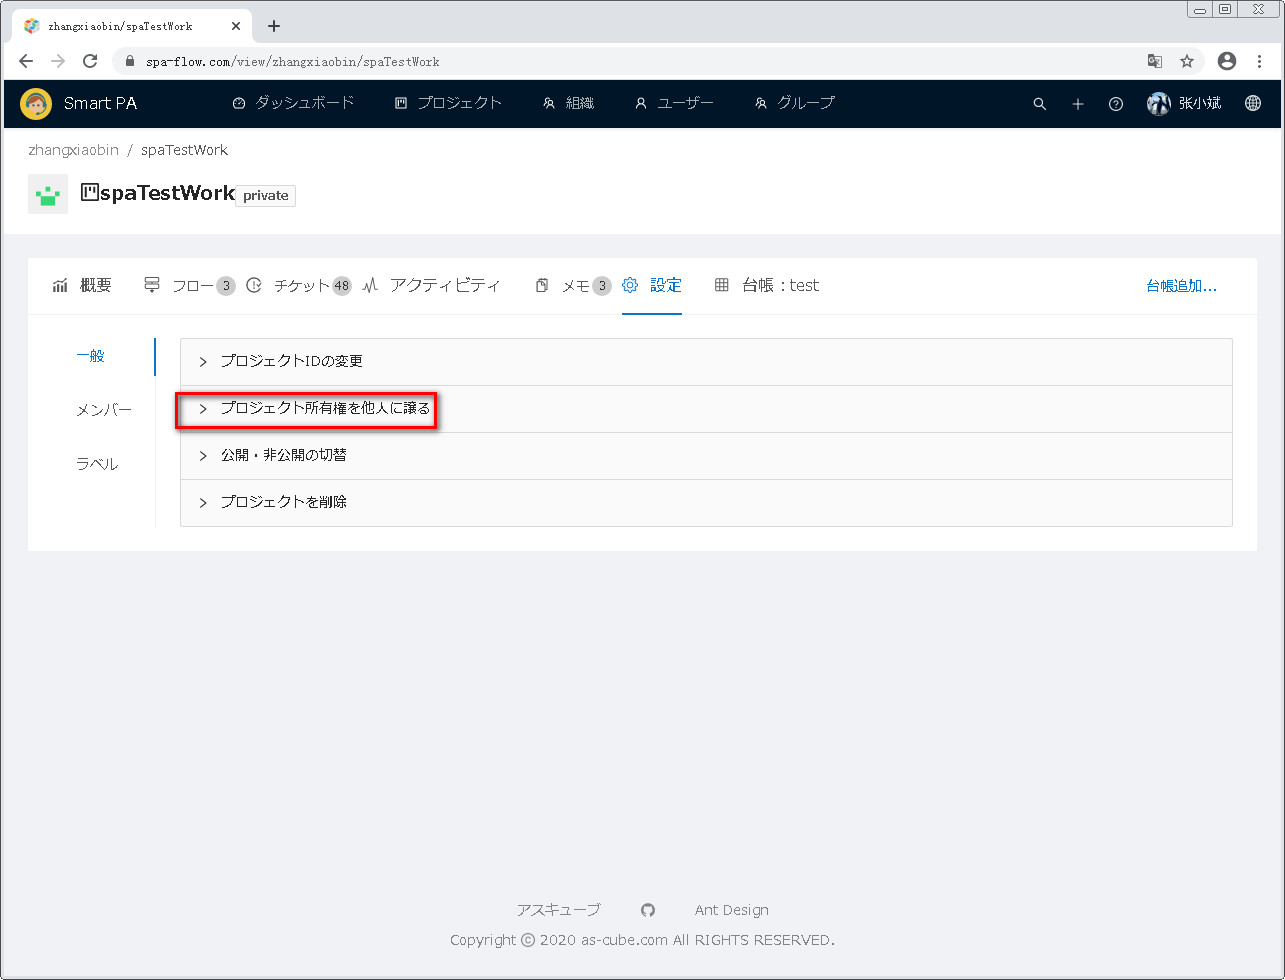 zhangxiaobin/spaTestWork
spa-flow.com/view/zhangxiaobin/spaTestWork
Smart PA ダッシュボード プロジェクト 組織 ユーザー グループ 张小斌
zhangxiaobin / spaTestWork
spaTestWork private
概要 フロー 3 チケット 48 アクティビティ メモ 3 設定 台帳：test 台帳追加...
一般
メンバー
ラベル
プロジェクトIDの変更
プロジェクト所有権を他人に譲る
公開・非公開の切替
プロジェクトを削除
アスキューブ Ant Design
Copyright © 2020 as-cube.com All RIGHTS RESERVED.